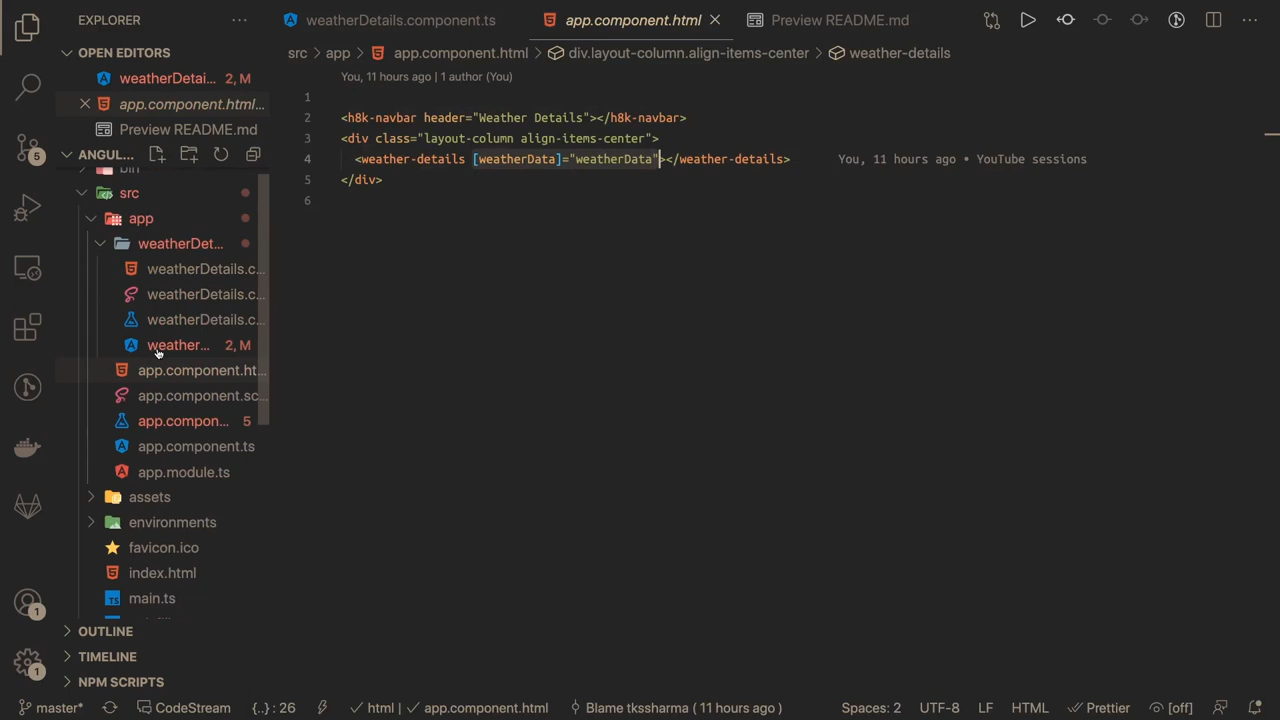 EXPLORER
OPEN EDITORS
weatherDetai... 2, M
app.component.html...
Preview README.md
ANGUL...
bin
src
app
weatherDet...
weatherDetails.c...
weatherDetails.c...
weatherDetails.c...
weather... 2, M
app.component.ht...
app.component.sc...
app.compon... 5
app.component.ts
app.module.ts
assets
environments
favicon.ico
index.html
main.ts
OUTLINE
TIMELINE
NPM SCRIPTS
5
1
1
weatherDetails.component.ts app.component.html Preview README.md
src > app > app.component.html > div.layout-column.align-items-center > weather-details
You, 11 hours ago | 1 author (You)
1
2 <h8k-navbar header="Weather Details"></h8k-navbar>
3 <div class="layout-column align-items-center">
4 <weather-details [weatherData]="weatherData"></weather-details> You, 11 hours ago • YouTube sessions
5 </div>
6
master* CodeStream {..} : 26 html | app.component.html Blame tkssharma ( 11 hours ago ) Spaces: 2 UTF-8 LF HTML Prettier [off]